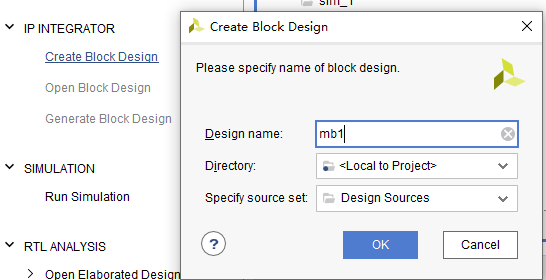 sim_1
IP INTEGRATOR
Create Block Design
Open Block Design
Generate Block Design
SIMULATION
Run Simulation
RTL ANALYSIS
Open Elaborated Design
Create Block Design
Please specify name of block design.
Design name: mb1
Directory: <Local to Project>
Specify source set: Design Sources
? OK Cancel